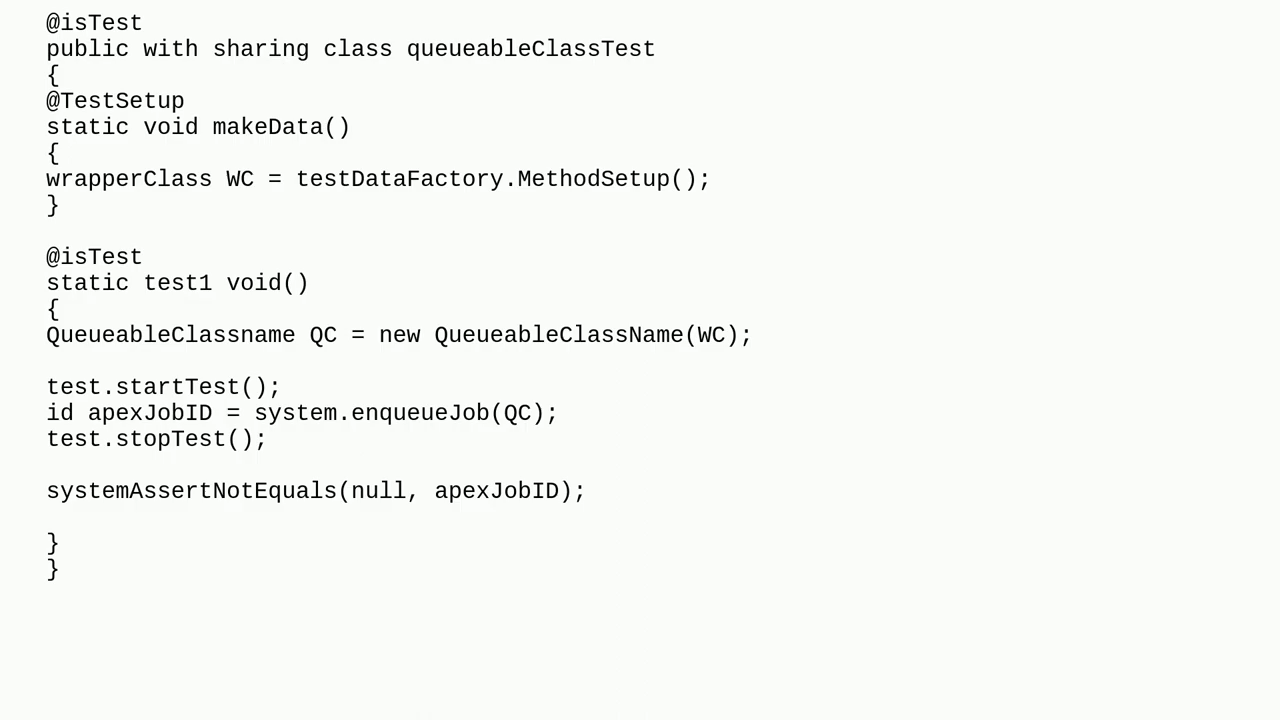 @isTest
public with sharing class queueableClassTest
{
@TestSetup
static void makeData()
{
wrapperClass WC = testDataFactory.MethodSetup();
}
@isTest
static test1 void()
{
QueueableClassname QC = new QueueableClassName(WC);
test.startTest();
id apexJobID = system.enqueueJob(QC);
test.stopTest();
systemAssertNotEquals(null, apexJobID);
}
}